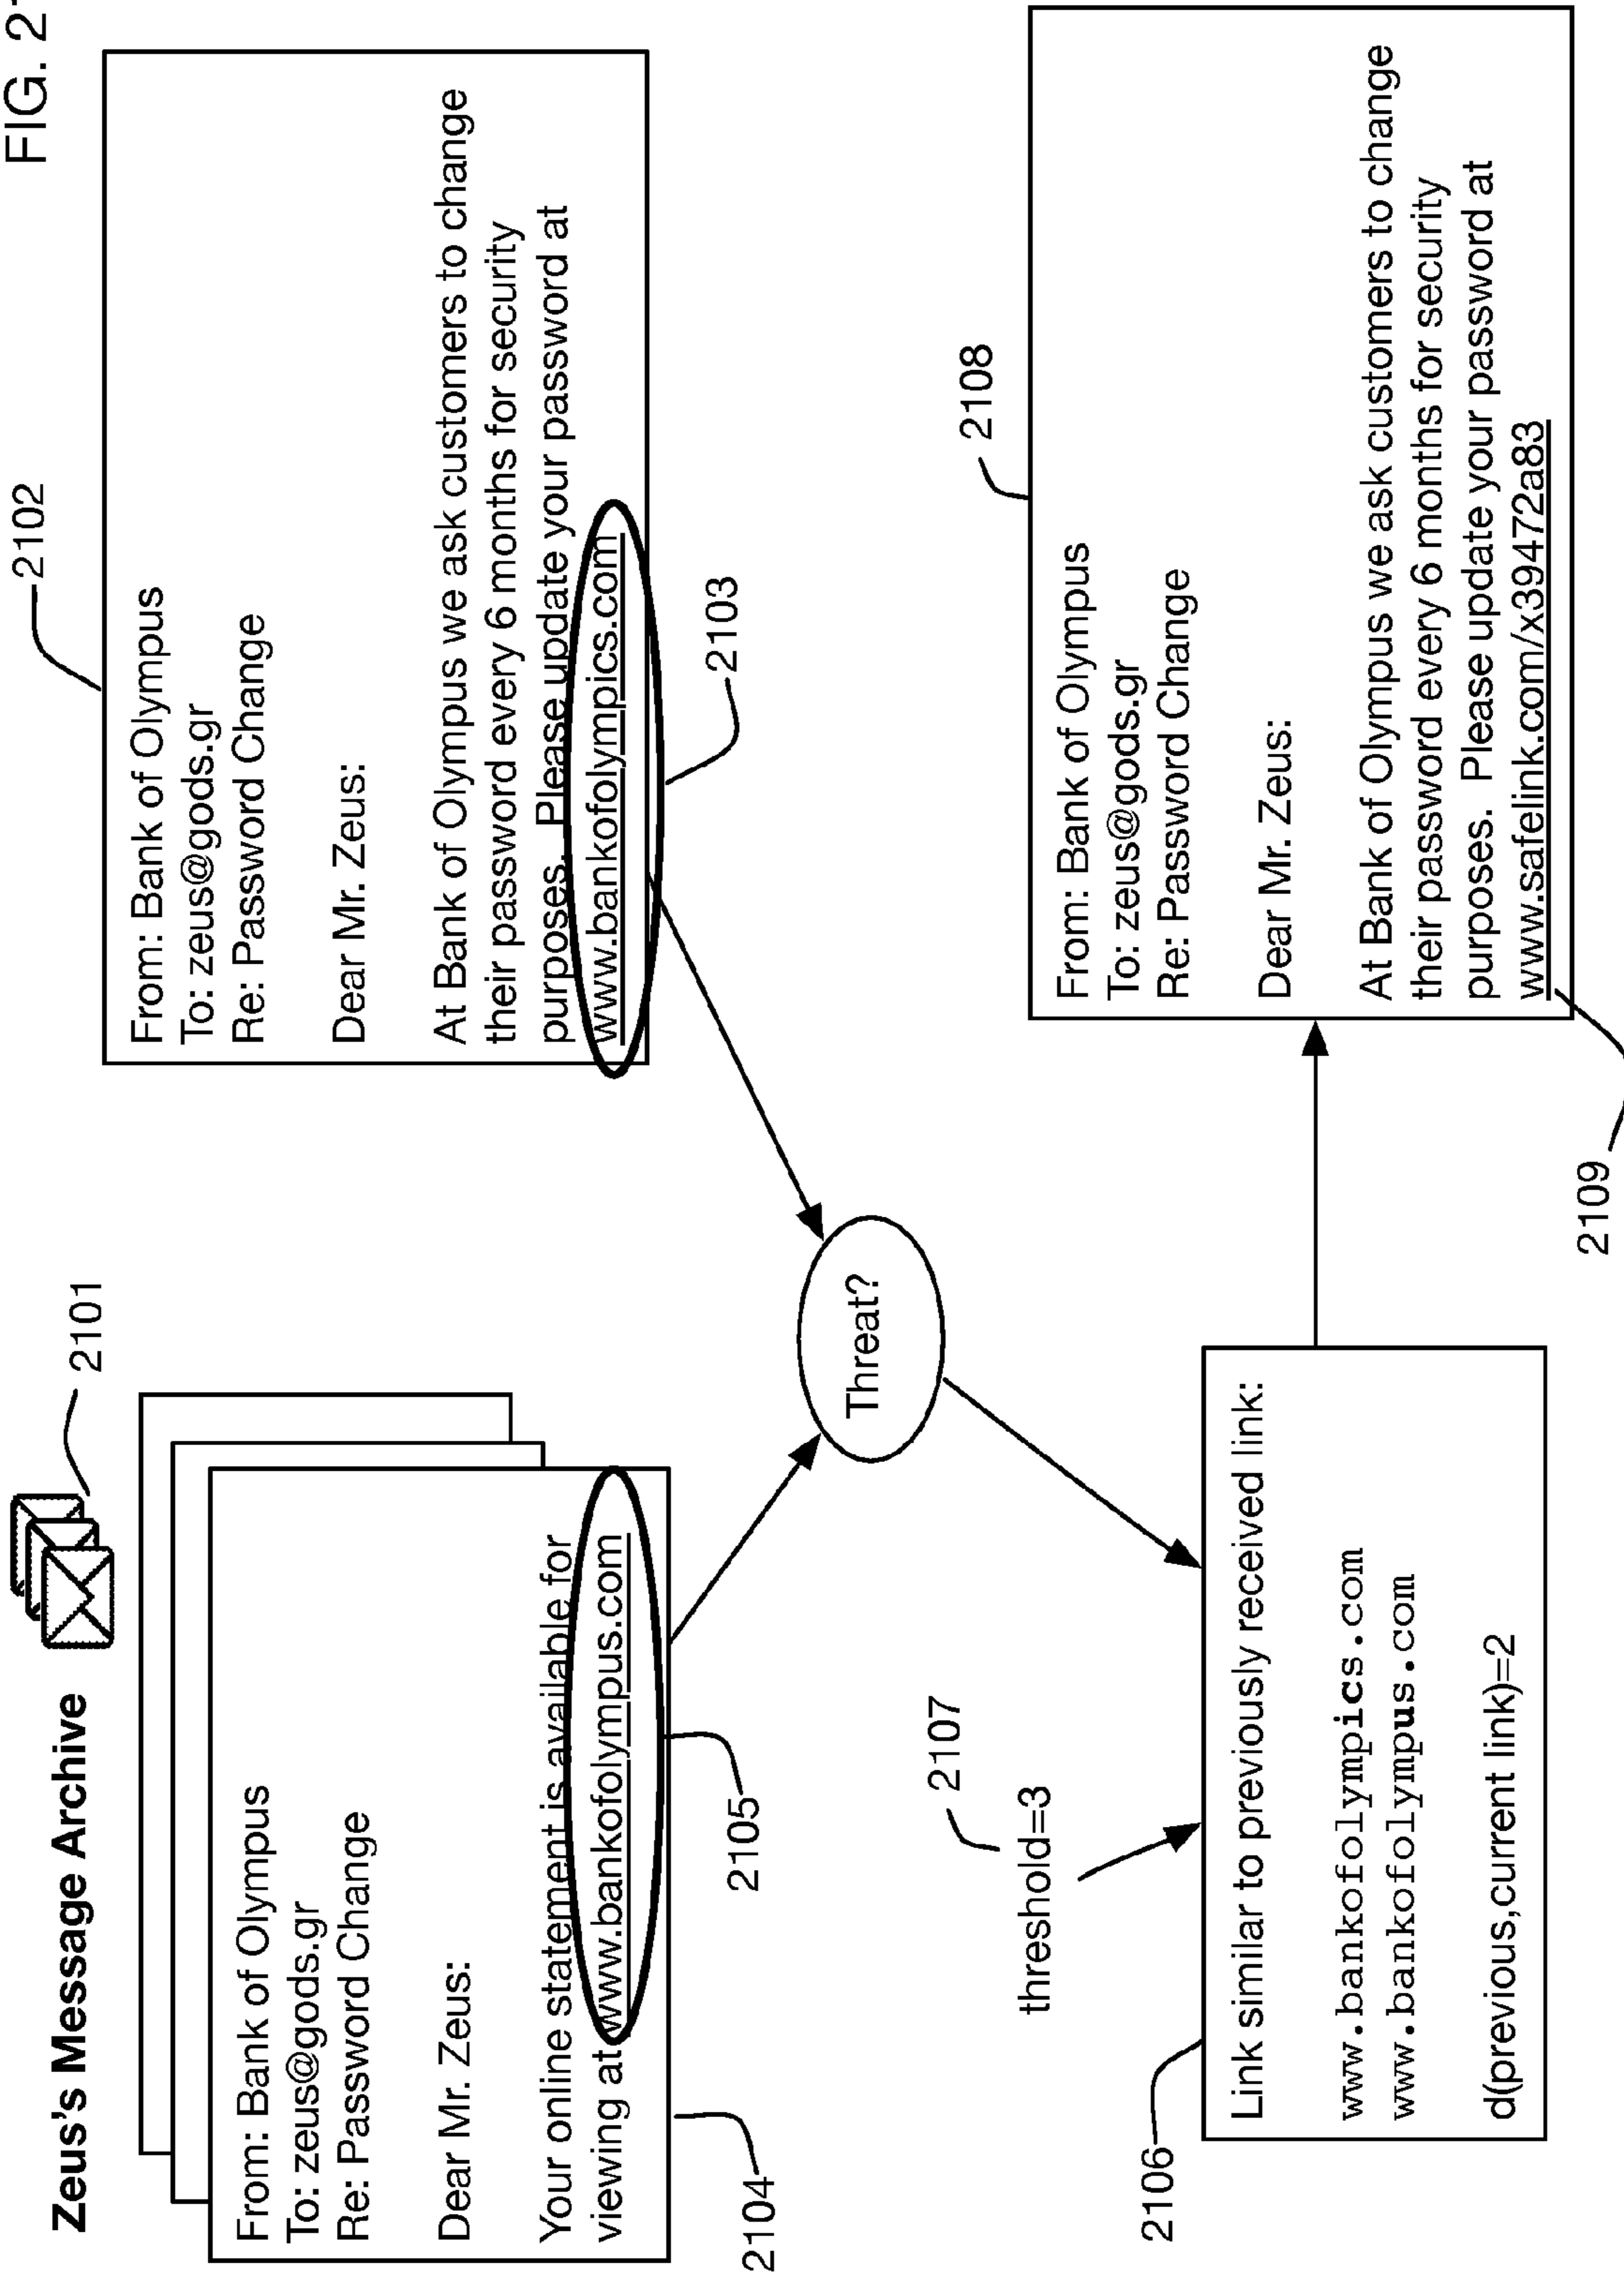 FIG. 21
Zeus's Message Archive
2101
From: Bank of Olympus
To: zeus@gods.gr
Re: Password Change
Dear Mr. Zeus:
Your online statement is available for
viewing at www.bankofolympus.com
2104
2105
2102
From: Bank of Olympus
To: zeus@gods.gr
Re: Password Change
Dear Mr. Zeus:
At Bank of Olympus we ask customers to change
their password every 6 months for security
purposes. Please update your password at
www.bankofolympics.com
2103
Threat?
2107
threshold=3
2106
Link similar to previously received link:
www.bankofolympics.com
www.bankofolympus.com
d(previous,current link)=2
2108
From: Bank of Olympus
To: zeus@gods.gr
Re: Password Change
Dear Mr. Zeus:
At Bank of Olympus we ask customers to change
their password every 6 months for security
purposes. Please update your password at
www.safelink.com/x39472a83
2109